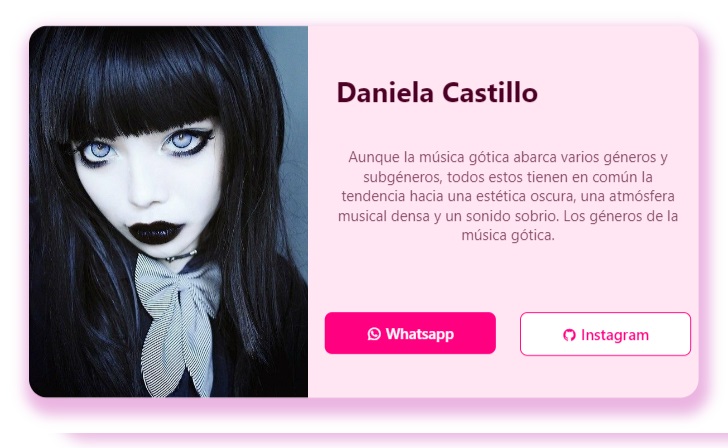 Daniela Castillo
Aunque la música gótica abarca varios géneros y
subgéneros, todos estos tienen en común la
tendencia hacia una estética oscura, una atmósfera
musical densa y un sonido sobrio. Los géneros de la
música gótica.
Whatsapp
Instagram